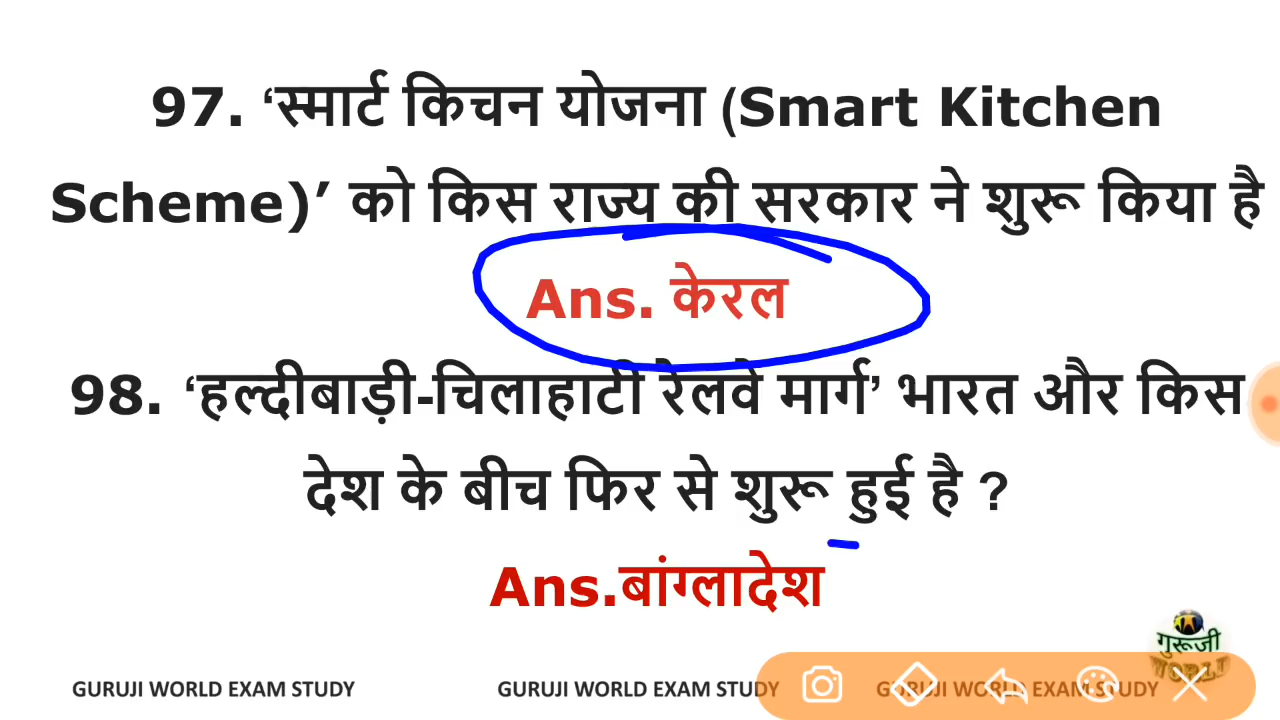 97. ‘स्मार्ट किचन योजना (Smart Kitchen
Scheme)’ को किस राज्य की सरकार ने शुरू किया है
Ans. केरल
98. ‘हल्दीबाड़ी-चिलाहाटी रेलवे मार्ग’ भारत और किस
देश के बीच फिर से शुरू हुई है ?
Ans.बांग्लादेश
गुरूजी
WORLD
GURUJI WORLD EXAM STUDY GURUJI WORLD EXAM STUDY GURUJI WORLD EXAM STUDY